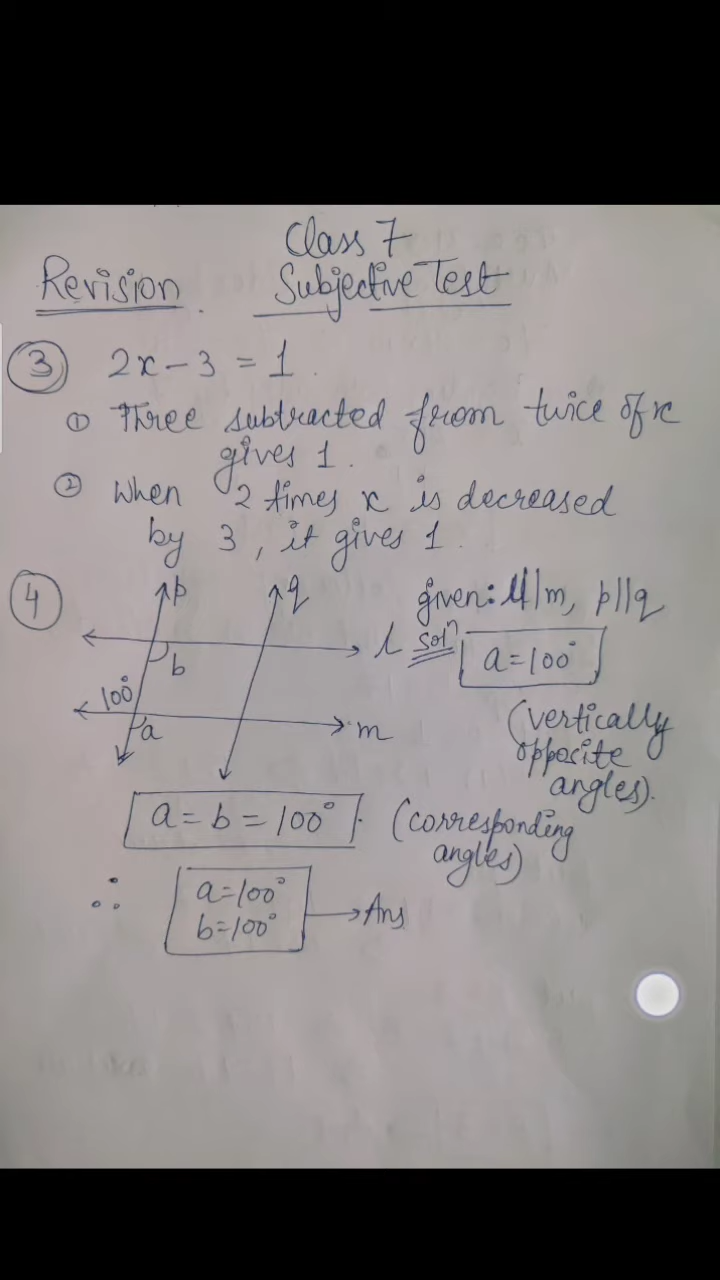 Class 7
Revision. Subjective Test
③ 2x - 3 = 1.
① Three subtracted from twice of x
gives 1.
② When 2 times x is decreased
by 3, it gives 1.
④ p q given: l||m, p||q
l solⁿ a = 100°
b
100°
a m
(vertically
opposite
angles).
a = b = 100°. (corresponding
angles)
∴ a = 100°
b = 100° → Ans